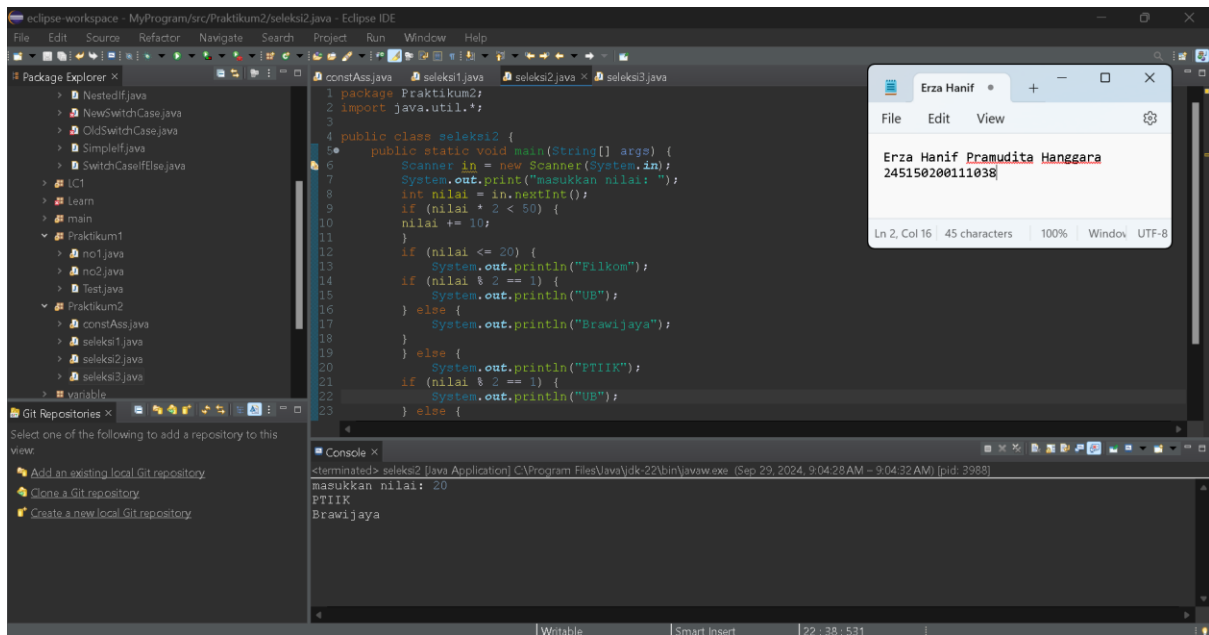 eclipse-workspace - MyProgram/src/Praktikum2/seleksi2.java - Eclipse IDE
File Edit Source Refactor Navigate Search Project Run Window Help
Package Explorer
NestedIf.java
NewSwitchCase.java
OldSwitchCase.java
SimpleIf.java
SwitchCaseIfElse.java
LC1
Learn
main
Praktikum1
no1.java
no2.java
Test.java
Praktikum2
constAss.java
seleksi1.java
seleksi2.java
seleksi3.java
variable
Git Repositories
Select one of the following to add a repository to this
view:
Add an existing local Git repository
Clone a Git repository
Create a new local Git repository
constAss.java seleksi1.java seleksi2.java seleksi3.java
1 package Praktikum2;
2 import java.util.*;
3
4 public class seleksi2 {
5 public static void main(String[] args) {
6 Scanner in = new Scanner(System.in);
7 System.out.print("masukkan nilai: ");
8 int nilai = in.nextInt();
9 if (nilai * 2 < 50) {
10 nilai += 10;
11 }
12 if (nilai <= 20) {
13 System.out.println("Filkom");
14 if (nilai % 2 == 1) {
15 System.out.println("UB");
16 } else {
17 System.out.println("Brawijaya");
18 }
19 } else {
20 System.out.println("PTIIK");
21 if (nilai % 2 == 1) {
22 System.out.println("UB");
23 } else {
Erza Hanif
File Edit View
Erza Hanif Pramudita Hanggara
245150200111038
Ln 2, Col 16 45 characters 100% Window UTF-8
Console
<terminated> seleksi2 [Java Application] C:\Program Files\Java\jdk-22\bin\javaw.exe (Sep 29, 2024, 9:04:28 AM – 9:04:32 AM) [pid: 3988]
masukkan nilai: 20
PTIIK
Brawijaya
Writable Smart Insert 22 : 38 : 531